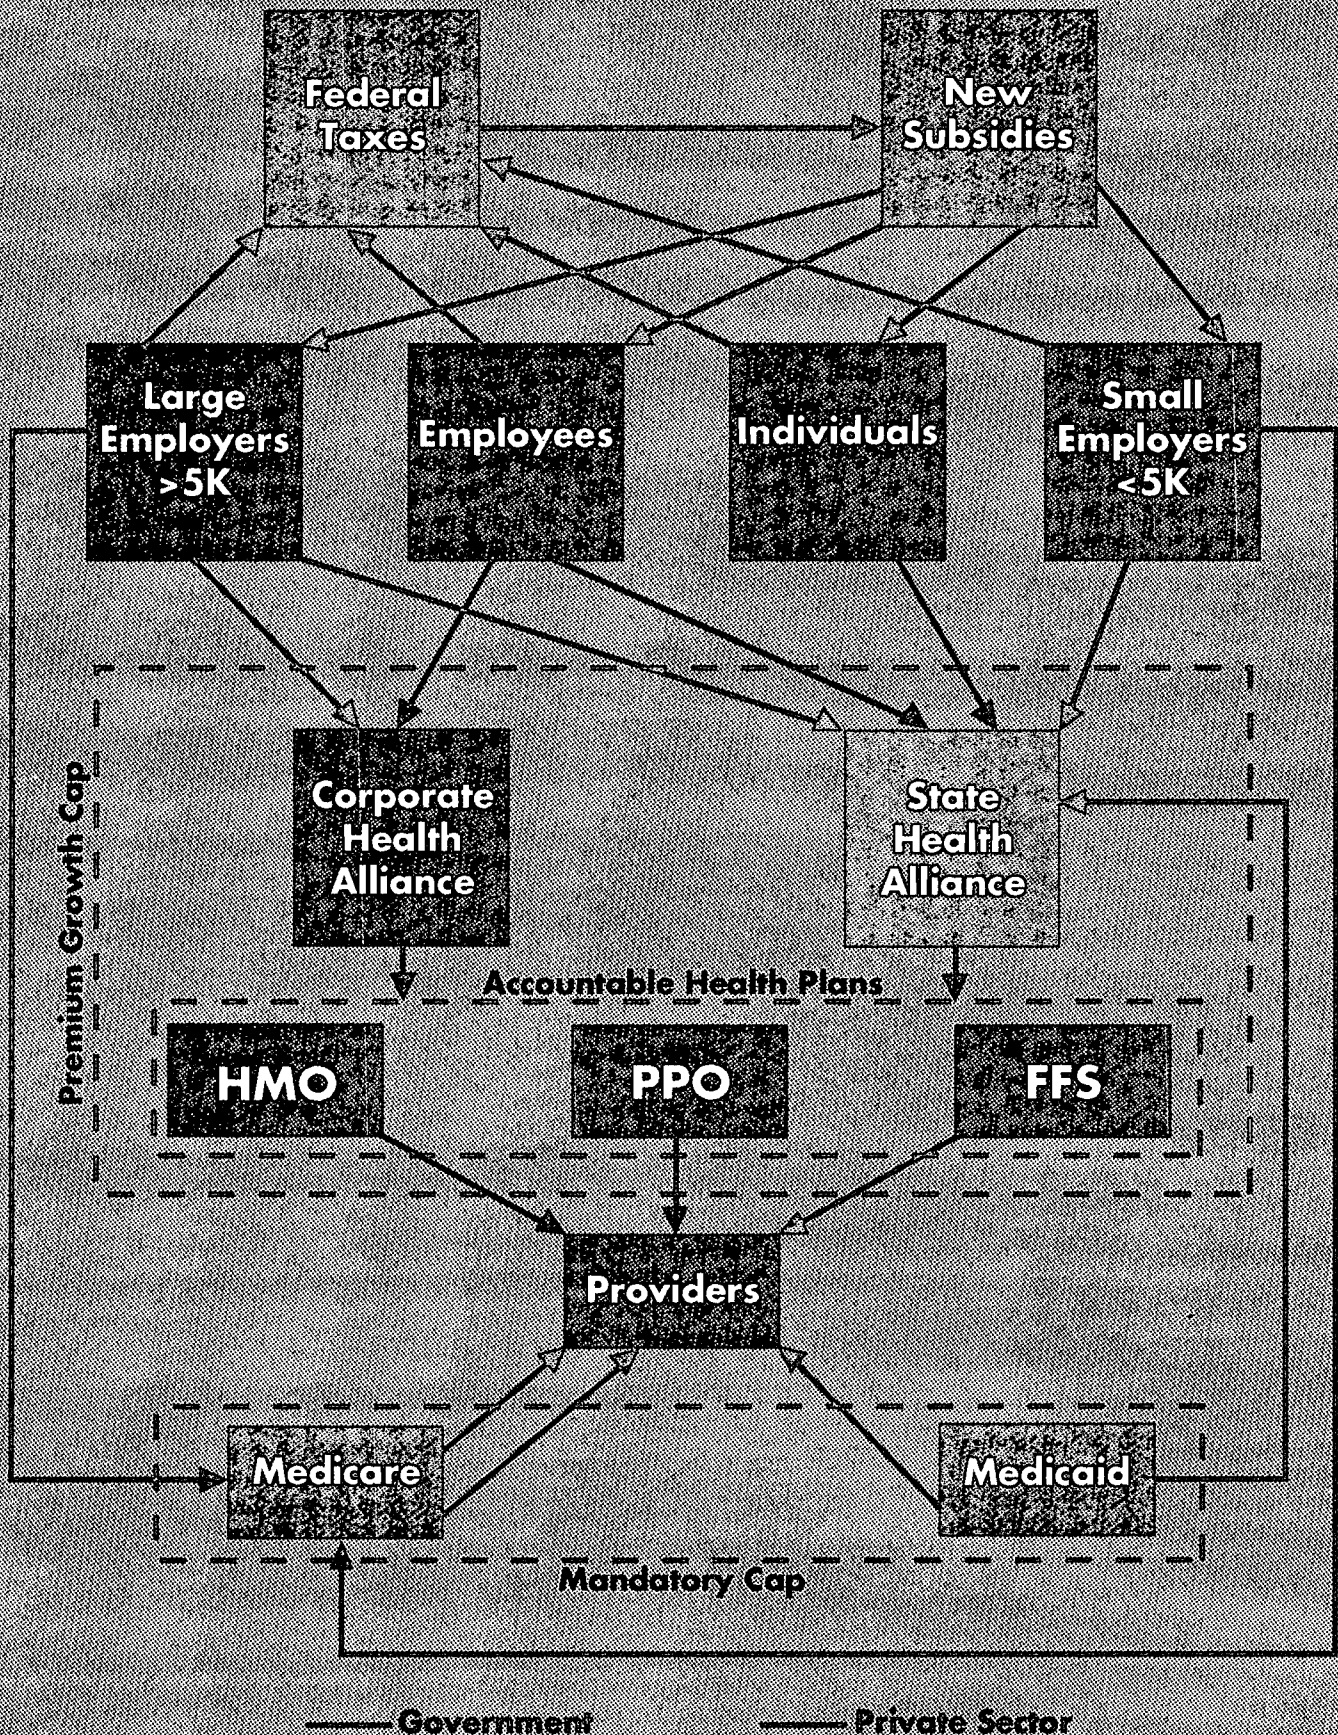 Federal
Taxes
New
Subsidies
Large
Employers
>5K
Employees
Individuals
Small
Employers
<5K
Premium Growth Cap
Corporate
Health
Alliance
State
Health
Alliance
Accountable Health Plans
HMO
PPO
FFS
Providers
Medicare
Medicaid
Mandatory Cap
Government
Private Sector